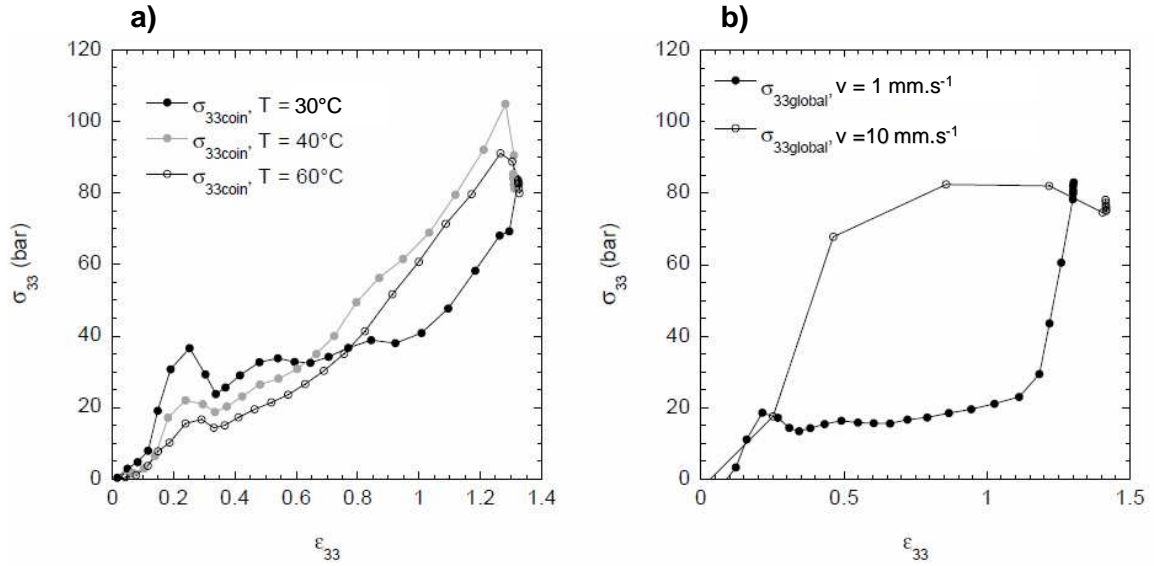 a)
120
100
80
60
40
20
0
σ33 (bar)
σ33coin, T = 30°C
σ33coin, T = 40°C
σ33coin, T = 60°C
0 0.2 0.4 0.6 0.8 1 1.2 1.4
ε33
b)
120
100
80
60
40
20
0
σ33 (bar)
σ33global, v = 1 mm.s-1
σ33global, v =10 mm.s-1
0 0.5 1 1.5
ε33